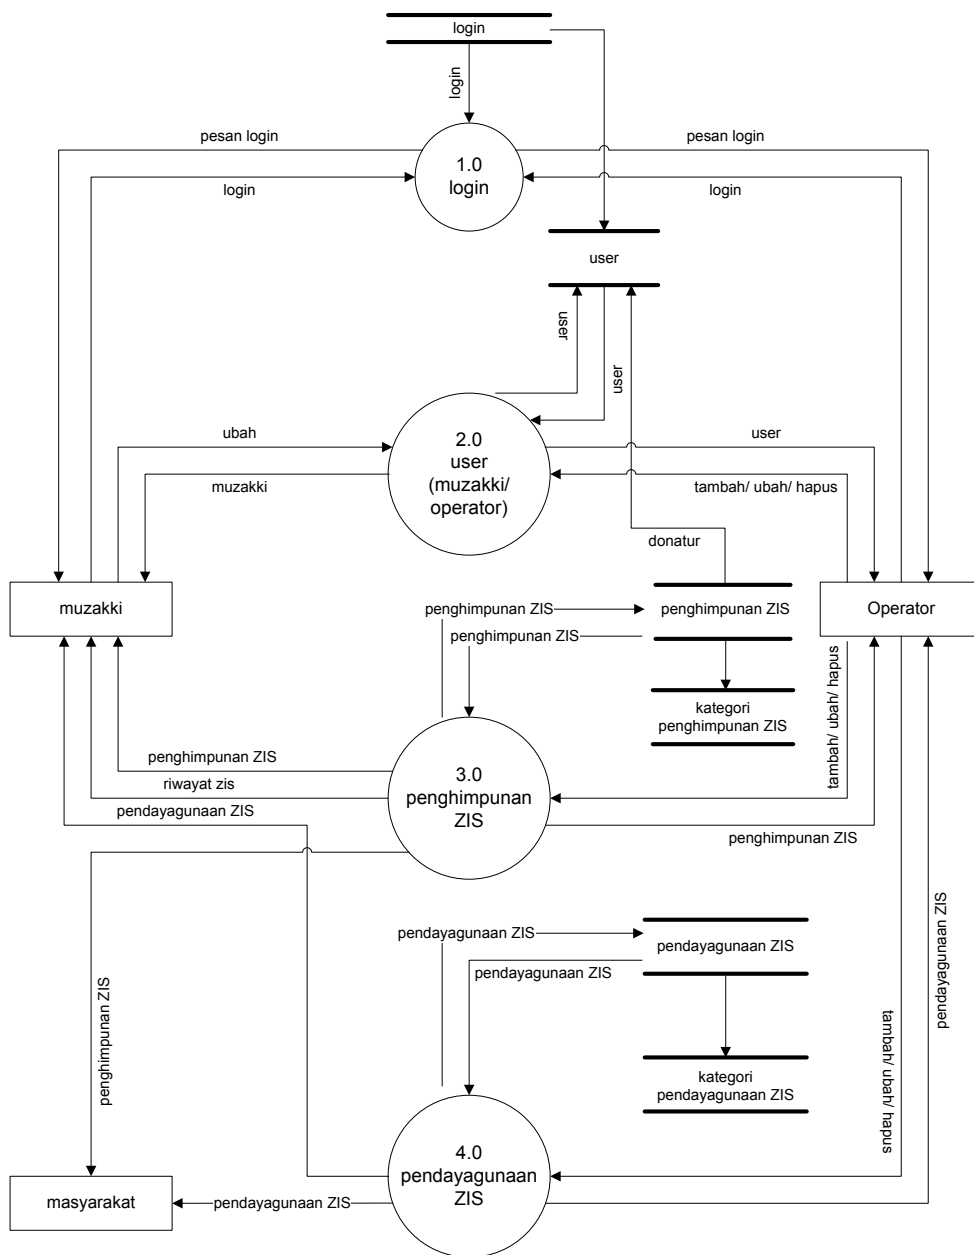 login
login
pesan login
pesan login
1.0
login
login
login
user
user
user
ubah
2.0
user
(muzakki/
operator)
user
muzakki
tambah/ ubah/ hapus
donatur
muzakki
penghimpunan ZIS
penghimpunan ZIS
Operator
penghimpunan ZIS
kategori
penghimpunan ZIS
tambah/ ubah/ hapus
penghimpunan ZIS
3.0
penghimpunan
ZIS
riwayat zis
pendayagunaan ZIS
penghimpunan ZIS
pendayagunaan ZIS
pendayagunaan ZIS
pendayagunaan ZIS
pendayagunaan ZIS
penghimpunan ZIS
tambah/ ubah/ hapus
kategori
pendayagunaan ZIS
4.0
pendayagunaan
ZIS
masyarakat
pendayagunaan ZIS